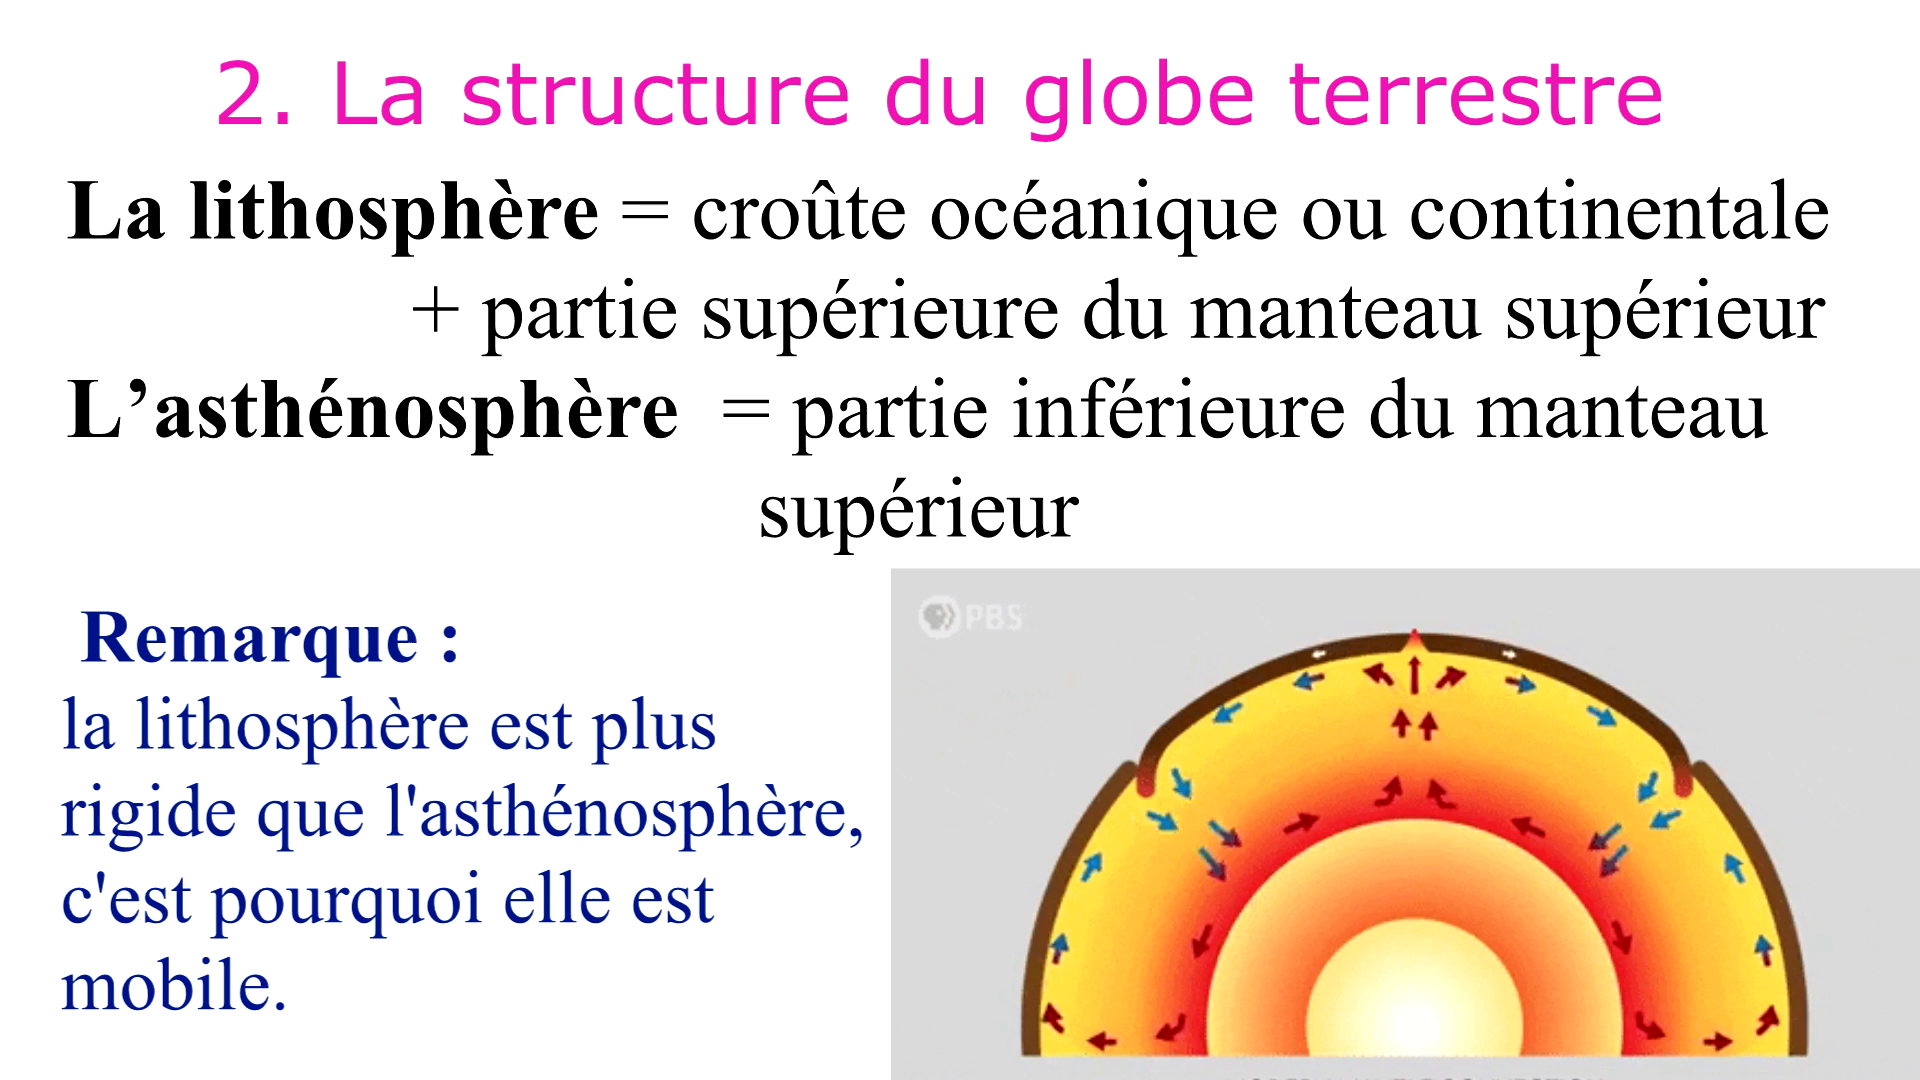 2. La structure du globe terrestre
La lithosphère = croûte océanique ou continentale
+ partie supérieure du manteau supérieur
L’asthénosphère = partie inférieure du manteau
supérieur
Remarque :
la lithosphère est plus
rigide que l'asthénosphère,
c'est pourquoi elle est
mobile.
PBS